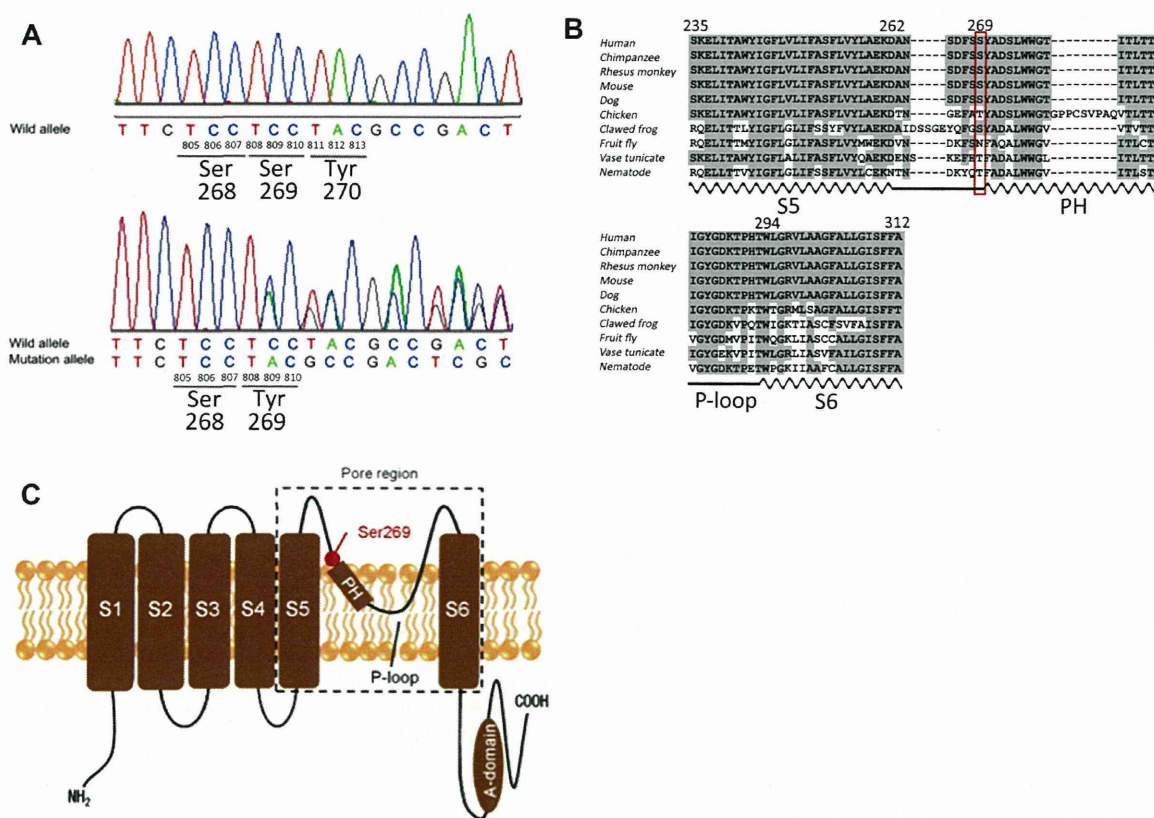 A
Wild allele T T C T C C T C C T A C G C C G A C T
805 806 807 808 809 810 811 812 813
Ser Ser Tyr
268 269 270
Wild allele T T C T C C T C C T A C G C C G A C T
Mutation allele T T C T C C T A C G C C G A C T C G C
805 806 807 808 809 810
Ser Tyr
268 269
B
235 262 269
Human SKELITAWYIGFLVLIFASFLVYLAEKDAN-----SDFSSYADSLWWGT----------ITLTT
Chimpanzee SKELITAWYIGFLVLIFASFLVYLAEKDAN-----SDFSSYADSLWWGT----------ITLTT
Rhesus monkey SKELITAWYIGFLVLIFASFLVYLAEKDAN-----SDFSSYADSLWWGT----------ITLTT
Mouse SKELITAWYIGFLVLIFASFLVYLAEKDAN-----SDFSSYADSLWWGT----------ITLTT
Dog SKELITAWYIGFLVLIFASFLVYLAEKDAN-----SDFSSYADSLWWGT----------ITLTT
Chicken SKELITAWYIGFLVLIFASFLVYLAEKDAN-----GEFATYADSLWWGTGPPCSVPAQVTLTT
Clawed frog RQELITTLYIGFLGLIFSSYFVYLAEKDAIDSSGEYQFGSYADALWWGV----------VTVTT
Fruit fly RQELITTMYIGFLGLIFSSYFVYMWEKDAN-----DKFSNFAQALWWGV----------ITLCT
Vase tunicate SKELITAWYIGFLALIFASFLVYQAEKDENS----KEFETFADALWWGL----------ITLTT
Nematode RQELLTTVYIGFLGLIFSSFLVYLCEKNTN-----DKYQTFADALWWGV----------ITLST
S5 PH
294 312
Human IGYGDKTPHTWLGRVLAAGFALLGISFFA
Chimpanzee IGYGDKTPHTWLGRVLAAGFALLGISFFA
Rhesus monkey IGYGDKTPHTWLGRVLAAGFALLGISFFA
Mouse IGYGDKTPHTWLGRVLAAGFALLGISFFA
Dog IGYGDKTPHTWLGRVLAAGFALLGISFFA
Chicken IGYGDKTPKTWTGRMLSAGFALLGISFFT
Clawed frog IGYGDKVPQTWIGKTIASCFSVFAISFFA
Fruit fly VGYGDMVPITWQGKLIASCCALLGISFFA
Vase tunicate IGYGEKVPITWLGRLIASVFAILGISFFA
Nematode VGYGDKTPETWPGKIIAAFCALLGISFFA
P-loop S6
C
Pore region
Ser269
S1 S2 S3 S4 S5 PH S6
P-loop
NH2
A-domain
COOH